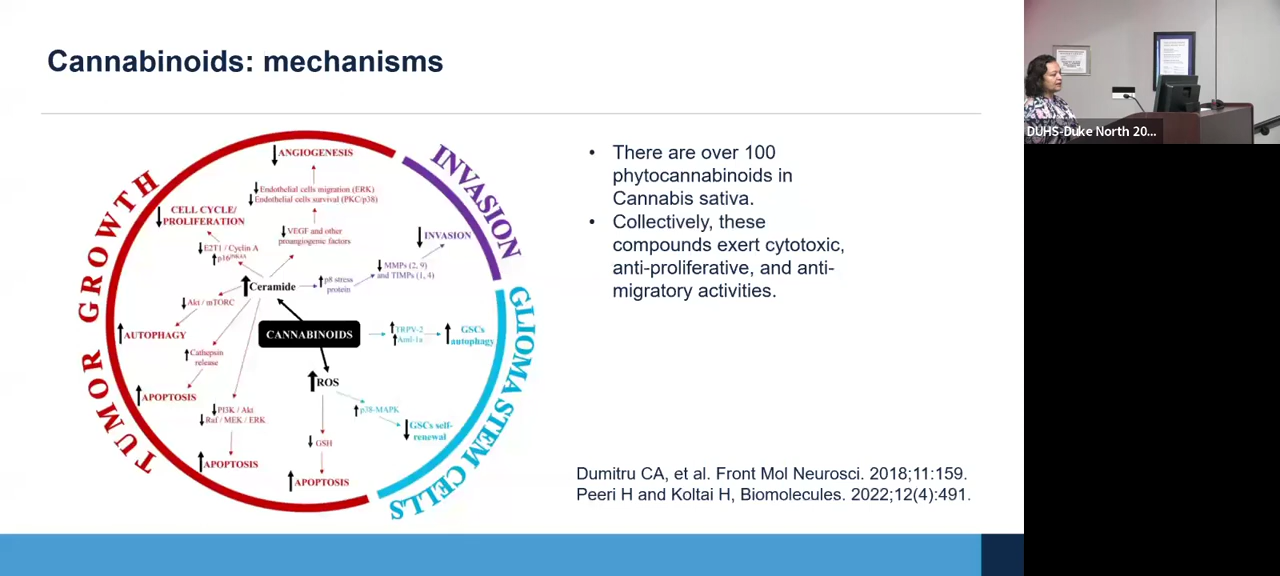 Cannabinoids: mechanisms
TUMOR GROWTH
INVASION
GLIOMA STEM CELLS
ANGIOGENESIS
Endothelial cells migration (ERK)
Endothelial cells survival (PKC/p38)
CELL CYCLE/
PROLIFERATION
VEGF and other
proangiogenic factors
E2T1 / Cyclin A
INVASION
MMPs (2, 9)
and TIMPs (1, 4)
Ceramide
p8 stress
protein
Akt / mTORC
AUTOPHAGY
CANNABINOIDS
TRPV-2
Aml-1a
GSCs
autophagy
Cathepsin
release
ROS
APOPTOSIS
PI3K / Akt
Raf / MEK / ERK
p38-MAPK
GSCs self-
renewal
GSH
APOPTOSIS
APOPTOSIS
• There are over 100
phytocannabinoids in
Cannabis sativa.
• Collectively, these
compounds exert cytotoxic,
anti-proliferative, and anti-
migratory activities.
Dumitru CA, et al. Front Mol Neurosci. 2018;11:159.
Peeri H and Koltai H, Biomolecules. 2022;12(4):491.
DUHS-Duke North 20...